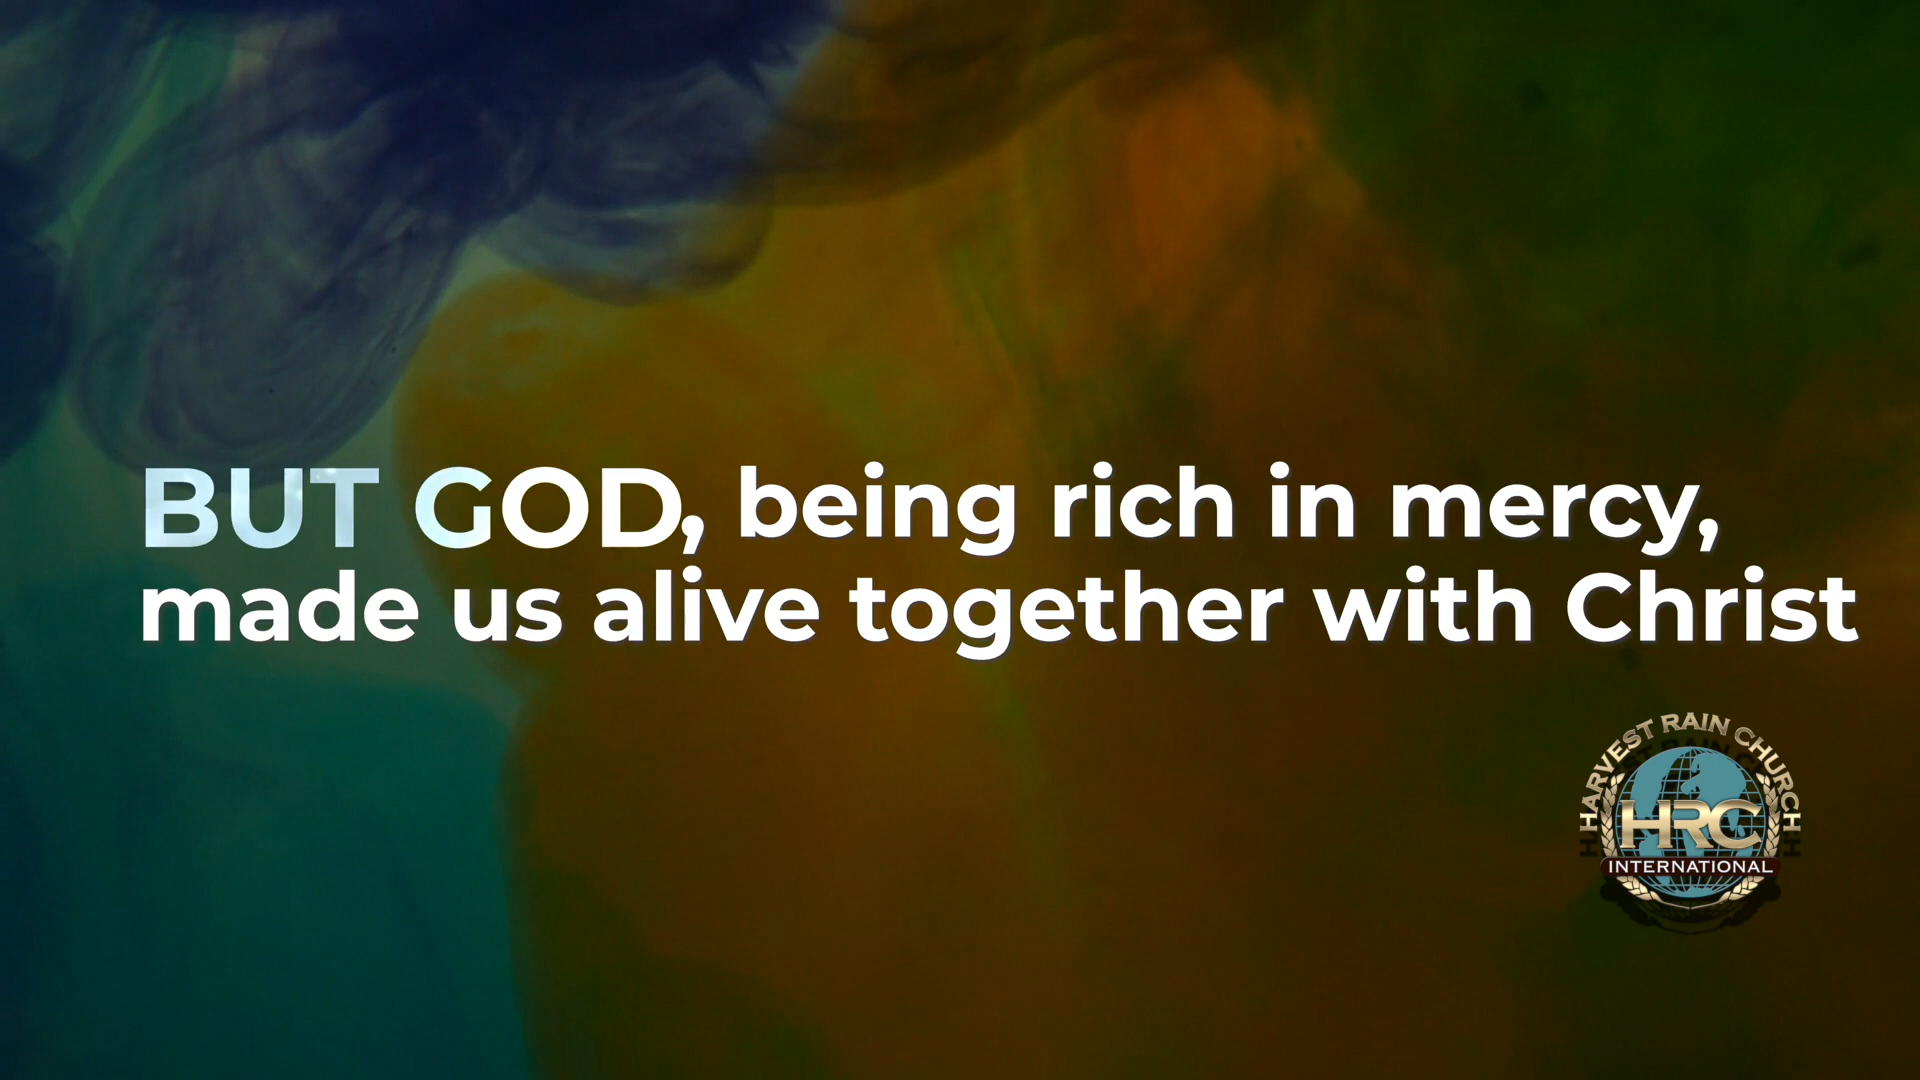 BUT GOD, being rich in mercy,
made us alive together with Christ
HARVEST RAIN CHURCH
HRC
INTERNATIONAL